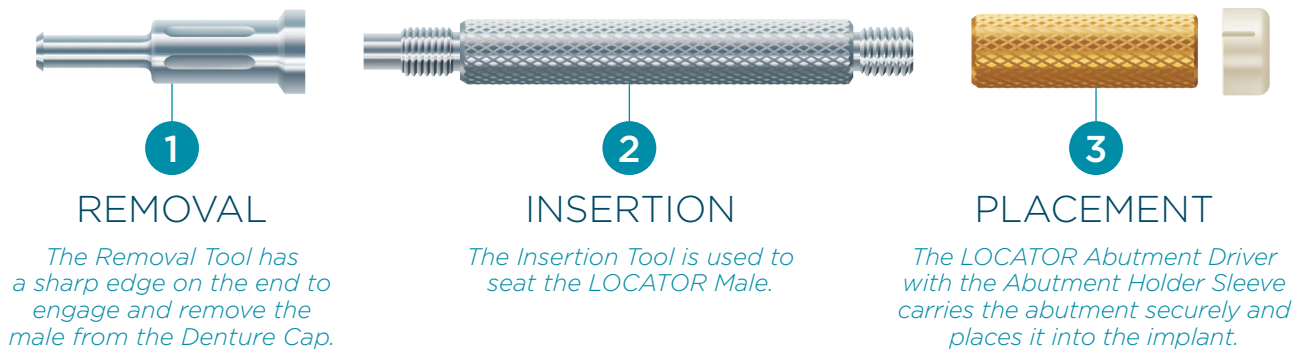 1
REMOVAL
The Removal Tool has
a sharp edge on the end to
engage and remove the
male from the Denture Cap.
2
INSERTION
The Insertion Tool is used to
seat the LOCATOR Male.
3
PLACEMENT
The LOCATOR Abutment Driver
with the Abutment Holder Sleeve
carries the abutment securely and
places it into the implant.